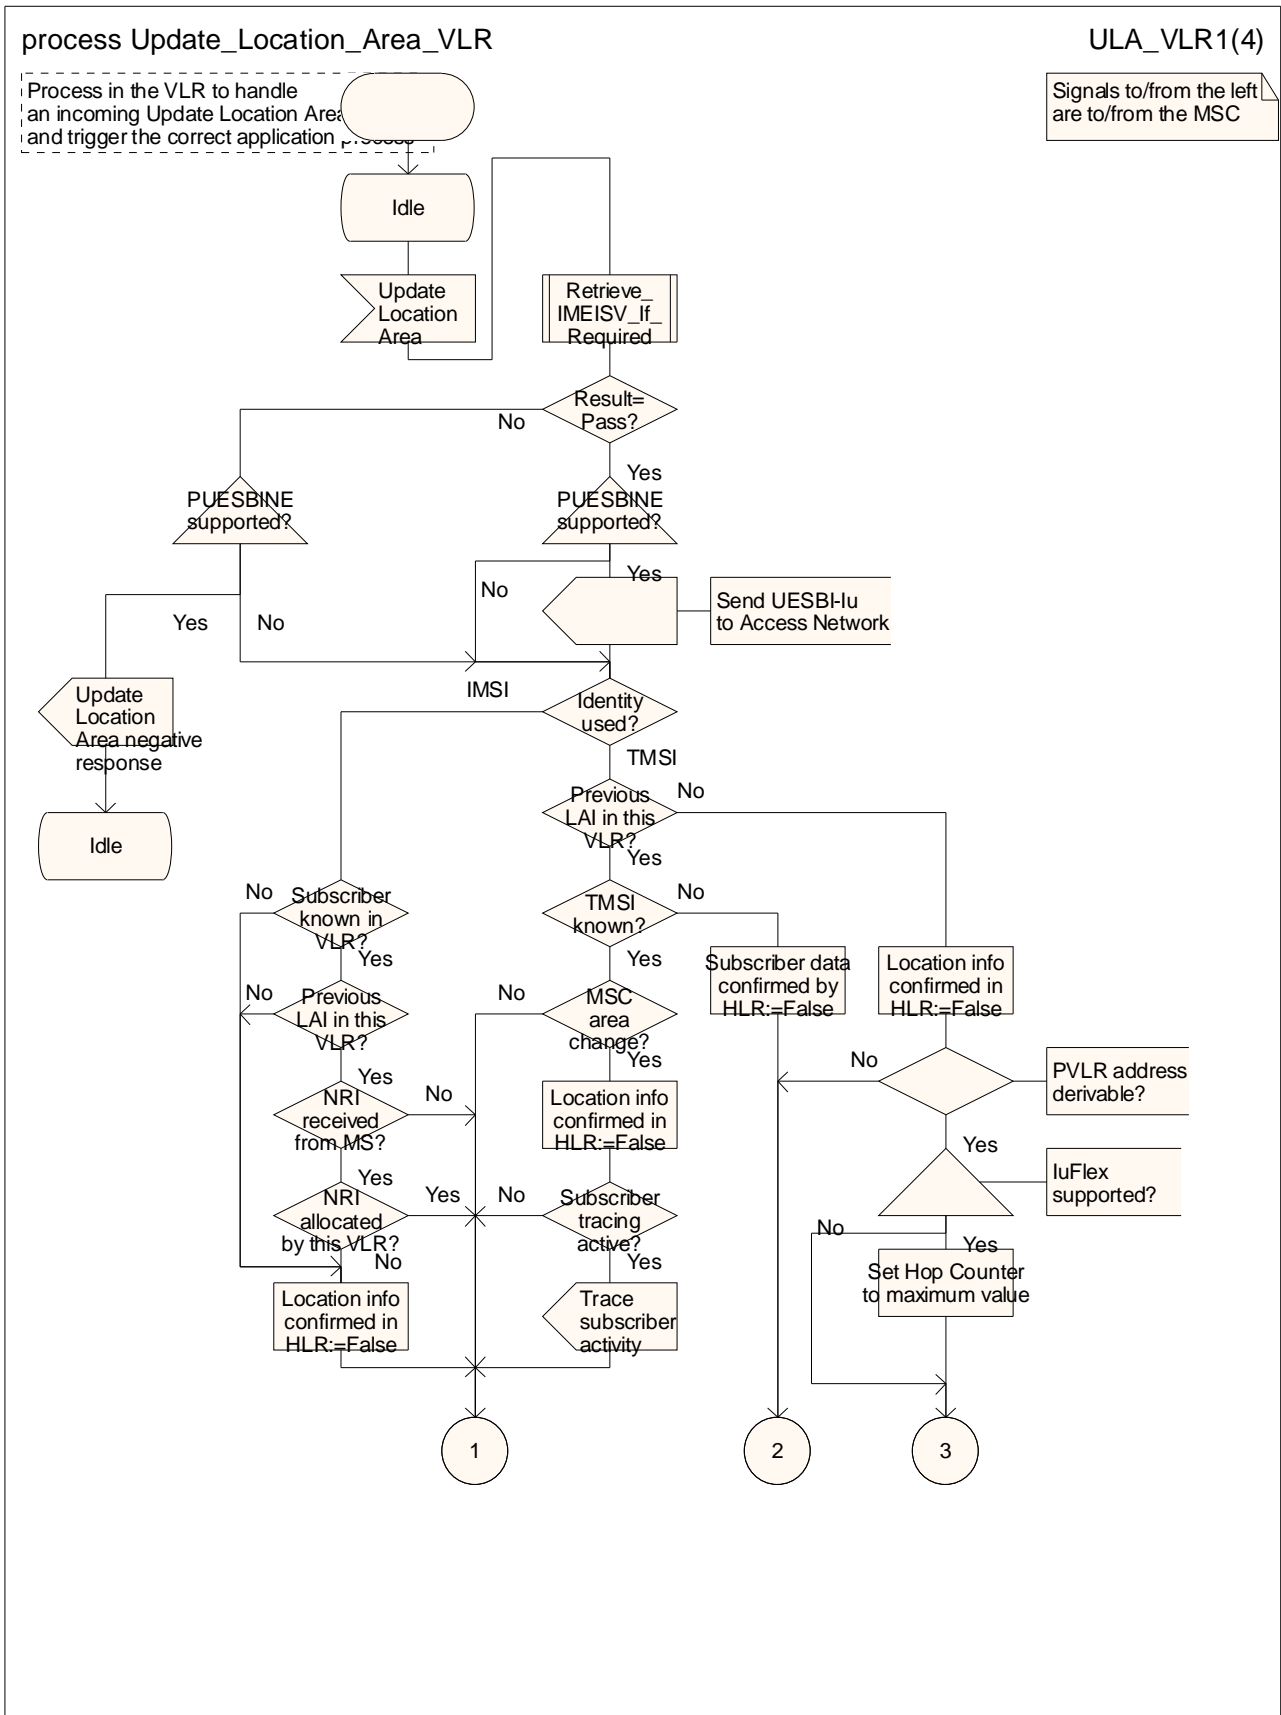 process Update_Location_Area_VLR
ULA_VLR1(4)
Process in the VLR to handle
an incoming Update Location Area
and trigger the correct application process
Signals to/from the left
are to/from the MSC
Idle
Update
Location
Area
Retrieve_
IMEISV_If_
Required
Result=
Pass?
No
Yes
PUESBINE
supported?
PUESBINE
supported?
No
Yes
Send UESBI-Iu
to Access Network
Yes
No
IMSI
Identity
used?
Update
Location
Area negative
response
TMSI
Previous
LAI in this
VLR?
No
Yes
Idle
No
Subscriber
known in
VLR?
Yes
TMSI
known?
No
Yes
Subscriber data
confirmed by
HLR:=False
Location info
confirmed in
HLR:=False
No
Previous
LAI in this
VLR?
Yes
No
MSC
area
change?
Yes
No
PVLR address
derivable?
Yes
NRI
received
from MS?
No
Yes
Location info
confirmed in
HLR:=False
IuFlex
supported?
No
Yes
NRI
allocated
by this VLR?
Yes
No
No
Subscriber
tracing
active?
Yes
Set Hop Counter
to maximum value
Location info
confirmed in
HLR:=False
Trace
subscriber
activity
1
2
3